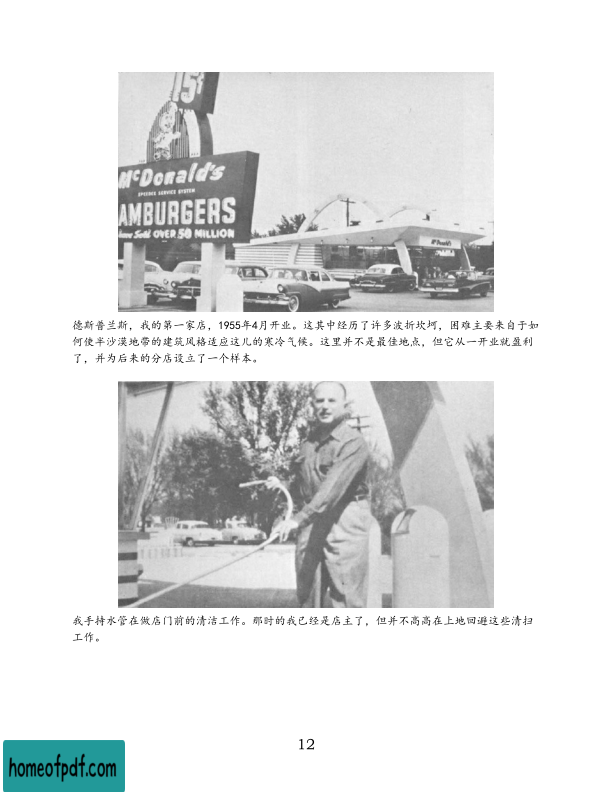 15¢
McDonald's
SPEEDEE SERVICE SYSTEM
HAMBURGERS
have Sold OVER 50 MILLION
McDonald's
德斯普兰斯，我的第一家店，1955年4月开业。这其中经历了许多波折坎坷，困难主要来自于如
何使半沙漠地带的建筑风格适应这儿的寒冷气候。这里并不是最佳地点，但它从一开业就盈利
了，并为后来的分店设立了一个样本。
我手持水管在做店门前的清洁工作。那时的我已经是店主了，但并不高高在上地回避这些清扫
工作。
12
homeofpdf.com